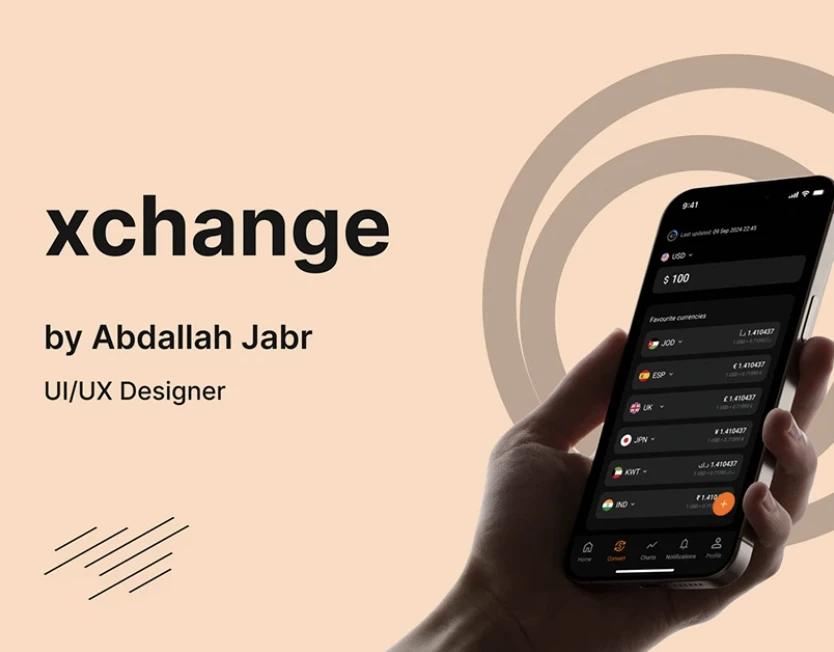 xchange
by Abdallah Jabr
UI/UX Designer
9:41
Last updated: 09 Sep 2024 22:45
USD
$ 100
Favourite currencies
JOD
د.ا 1.410437
ESP
€ 1.410437
UK
£ 1.410437
JPN
¥ 1.410437
KWT
د.ك 1.410437
IND
₹ 1.410
Home
Convert
Charts
Notifications
Profile